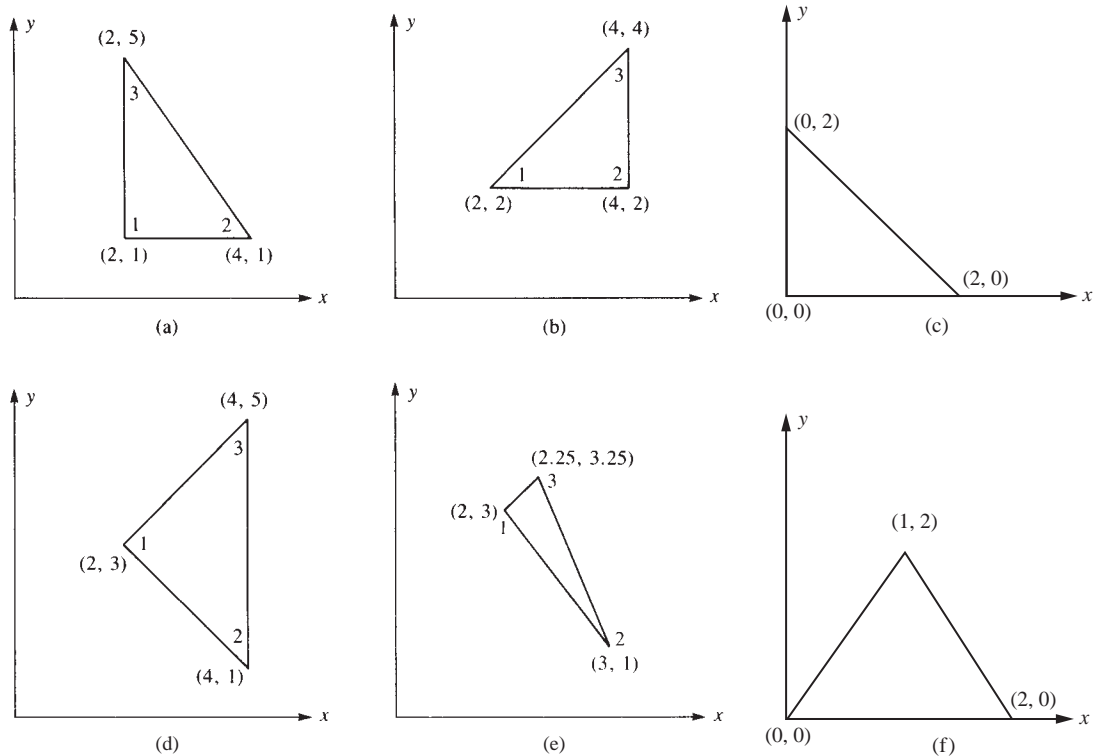 y
(2, 5)
3
1
2
(2, 1)
(4, 1)
x
(a)
y
(4, 4)
3
1
2
(2, 2)
(4, 2)
x
(b)
y
(0, 2)
(2, 0)
(0, 0)
x
(c)
y
(4, 5)
3
1
(2, 3)
2
(4, 1)
x
(d)
y
(2.25, 3.25)
3
(2, 3)
1
2
(3, 1)
x
(e)
y
(1, 2)
(2, 0)
(0, 0)
x
(f)